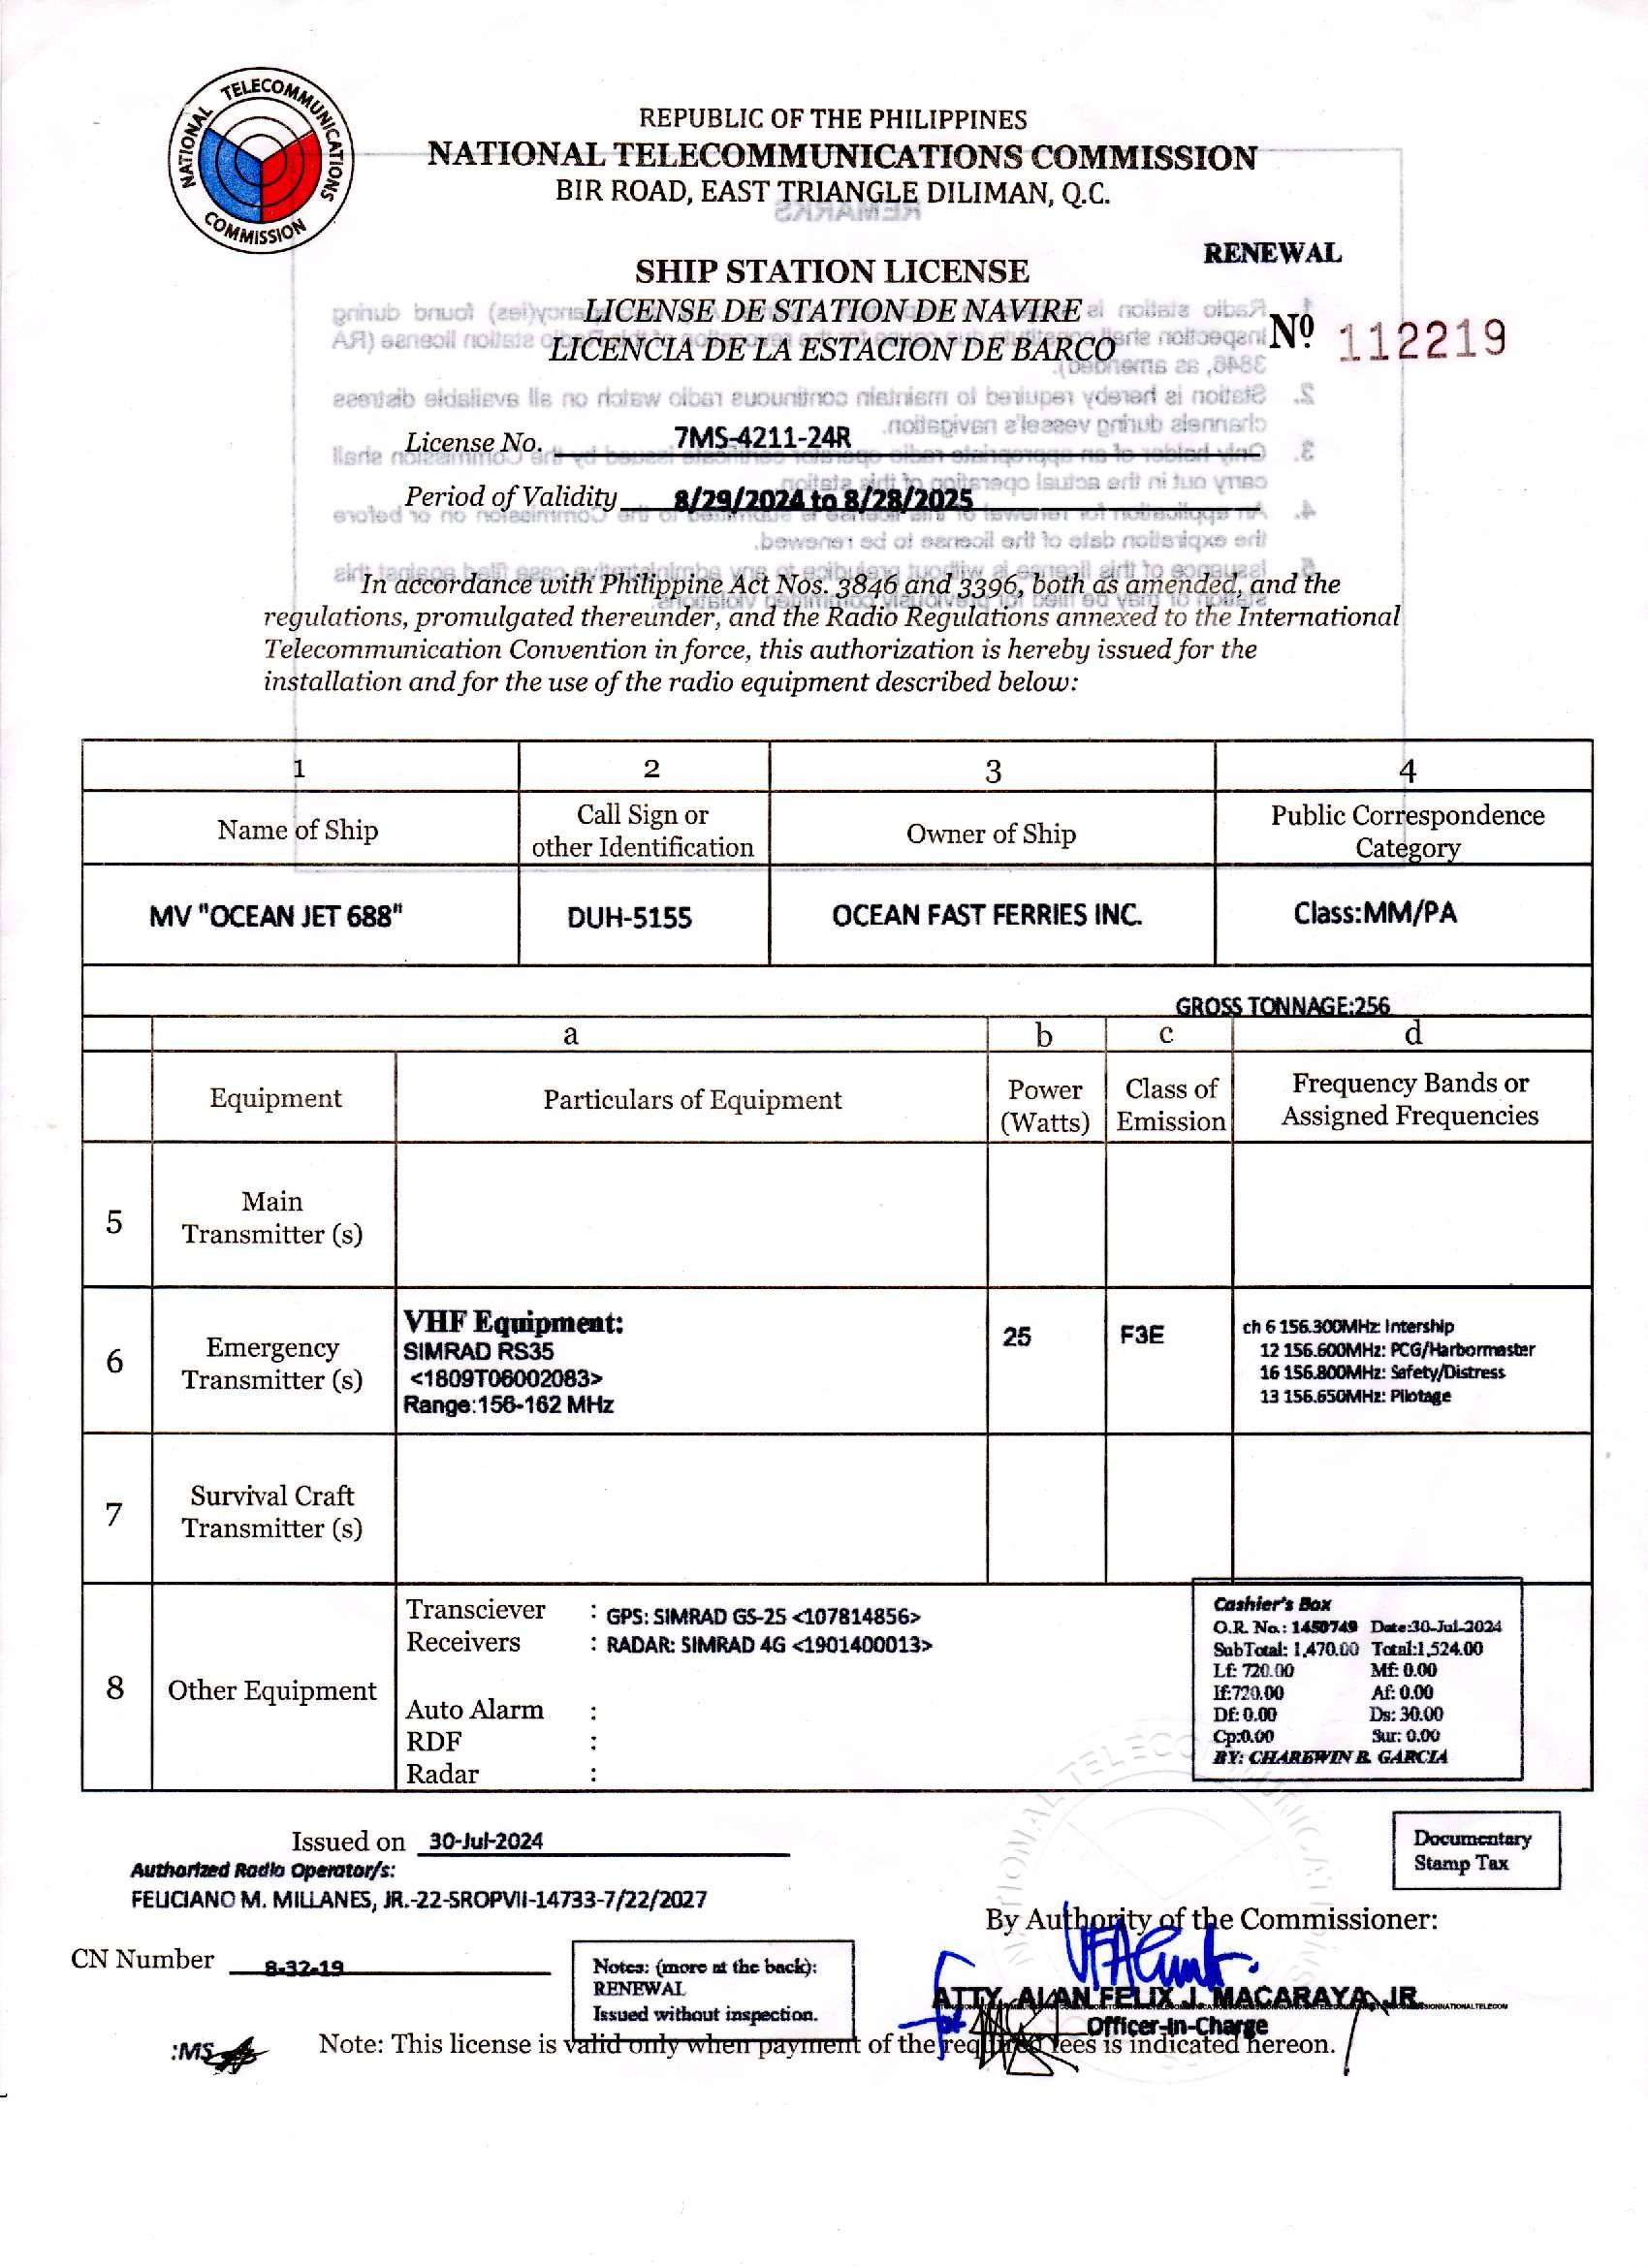 NATIONAL TELECOMMUNICATIONS COMMISSION
REPUBLIC OF THE PHILIPPINES
NATIONAL TELECOMMUNICATIONS COMMISSION
BIR ROAD, EAST TRIANGLE DILIMAN, Q.C.
REMARKS
RENEWAL
SHIP STATION LICENSE
LICENSE DE STATION DE NAVIRE
LICENCIA DE LA ESTACION DE BARCO
Nº 112219
License No. 7MS-4211-24R
Period of Validity 8/29/2024 to 8/28/2025
In accordance with Philippine Act Nos. 3846 and 3396, both as amended, and the
regulations, promulgated thereunder, and the Radio Regulations annexed to the International
Telecommunication Convention in force, this authorization is hereby issued for the
installation and for the use of the radio equipment described below:
1 2 3 4
Name of Ship
Call Sign or
other Identification
Owner of Ship
Public Correspondence
Category
MV "OCEAN JET 688" DUH-5155 OCEAN FAST FERRIES INC. Class:MM/PA
GROSS TONNAGE:256
a b c d
Equipment
Particulars of Equipment
Power
(Watts)
Class of
Emission
Frequency Bands or
Assigned Frequencies
5
Main
Transmitter (s)
6
Emergency
Transmitter (s)
VHF Equipment:
SIMRAD RS35
<1809T06002083>
Range:156-162 MHz
25
F3E
ch 6 156.300MHz: Intership
12 156.600MHz: PCG/Harbormaster
16 156.800MHz: Safety/Distress
13 156.650MHz: Pilotage
7
Survival Craft
Transmitter (s)
8
Other Equipment
Transciever : GPS: SIMRAD GS-25 <107814856>
Receivers : RADAR: SIMRAD 4G <1901400013>
Auto Alarm :
RDF :
Radar :
Cashier's Box
O.R. No.: 1450749 Date:30-Jul-2024
SubTotal: 1,470.00 Total:1,524.00
Lf: 720.00 Mf: 0.00
If:720.00 Af: 0.00
Df: 0.00 Ds: 30.00
Cp:0.00 Sur: 0.00
BY: CHAREWIN B. GARCIA
Issued on 30-Jul-2024
Authorized Radio Operator/s:
FELICIANO M. MILLANES, JR.-22-SROPVII-14733-7/22/2027
Documentary
Stamp Tax
By Authority of the Commissioner:
CN Number 8-32-19
Notes: (more at the back):
RENEWAL
Issued without inspection.
ATTY. ALAN FELIX J. MACARAYA, JR.
Officer-In-Charge
:MS
Note: This license is valid only when payment of the required fees is indicated hereon.